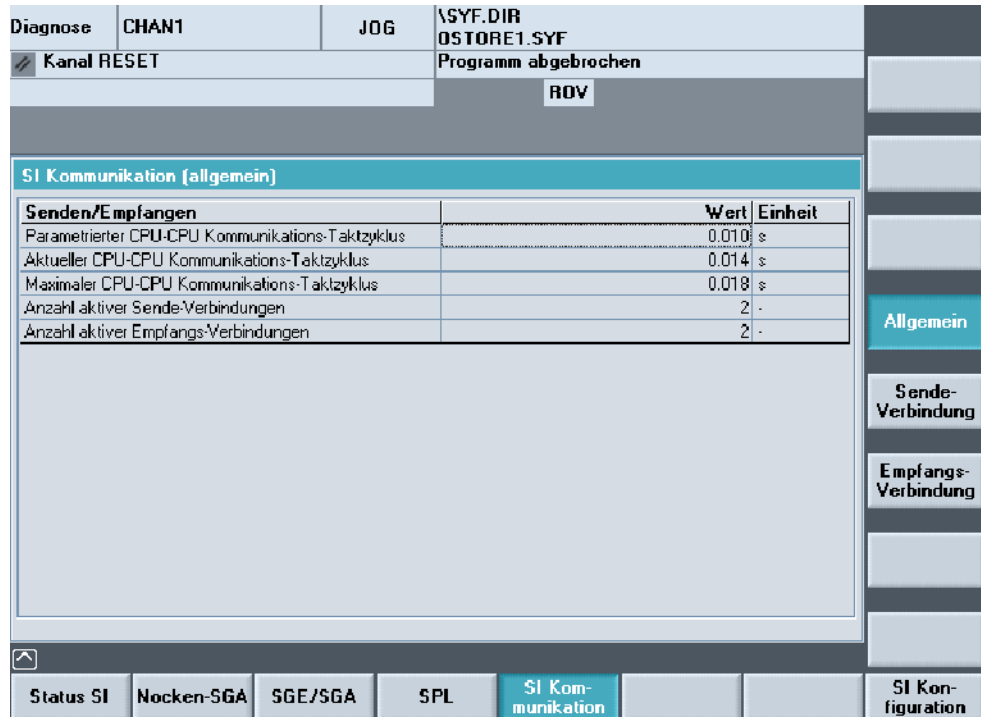 Diagnose CHAN1 JOG \SYF.DIR
OSTORE1.SYF
Kanal RESET Programm abgebrochen
ROV
SI Kommunikation (allgemein)
Senden/Empfangen Wert Einheit
Parametrierter CPU-CPU Kommunikations-Taktzyklus 0.010 s
Aktueller CPU-CPU Kommunikations-Taktzyklus 0.014 s
Maximaler CPU-CPU Kommunikations-Taktzyklus 0.018 s
Anzahl aktiver Sende-Verbindungen 2 -
Anzahl aktiver Empfangs-Verbindungen 2 -
Allgemein
Sende-
Verbindung
Empfangs-
Verbindung
Status SI Nocken-SGA SGE/SGA SPL SI Kom-
munikation
SI Kon-
figuration